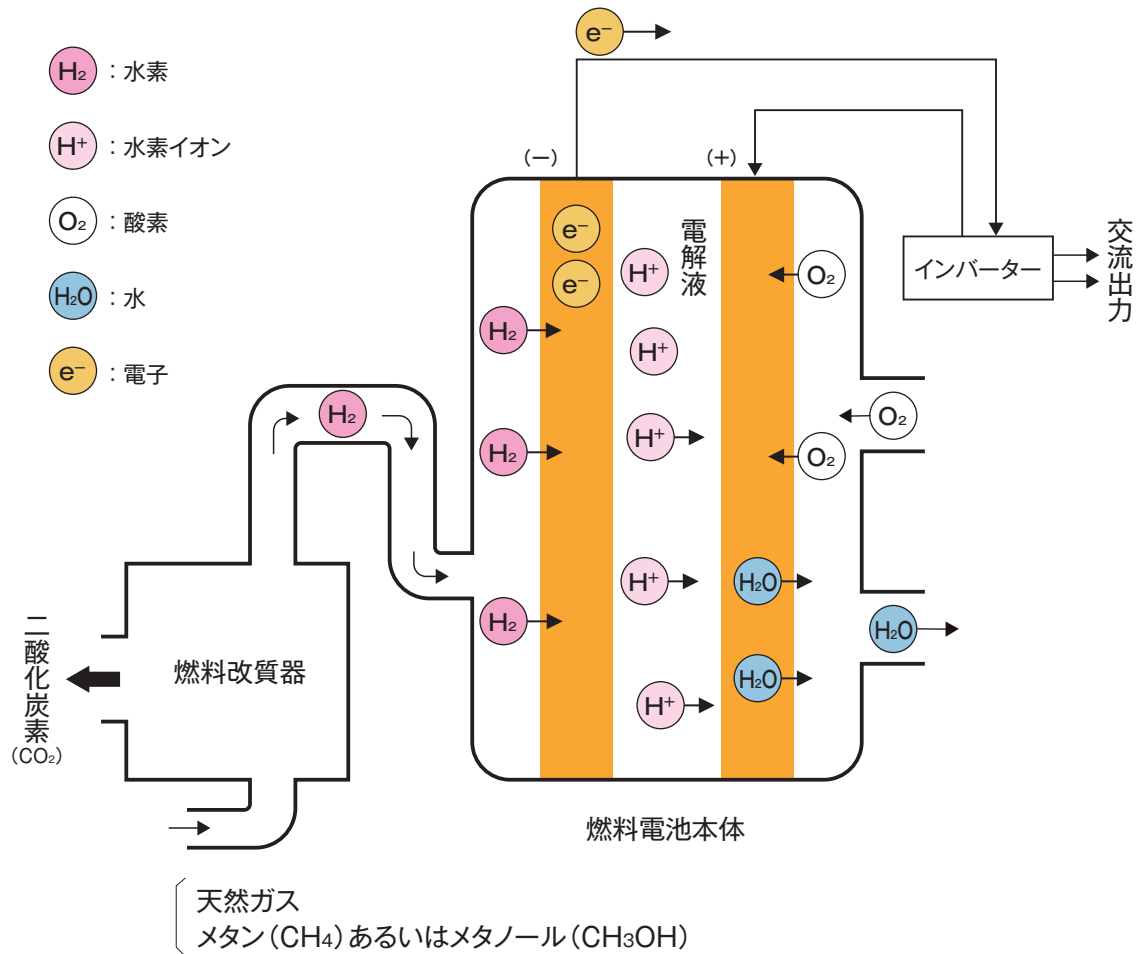 H₂ : 水素
H⁺ : 水素イオン
O₂ : 酸素
H₂O : 水
e⁻ : 電子
e⁻
(−)
(+)
e⁻
e⁻
H⁺
電解液
O₂
インバーター
交流出力
H₂
H⁺
H₂
O₂
H⁺
H₂
O₂
H⁺
H₂O
H₂
H₂O
H₂O
H⁺
燃料改質器
二酸化炭素
(CO₂)
燃料電池本体
天然ガス
メタン(CH₄)あるいはメタノール(CH₃OH)